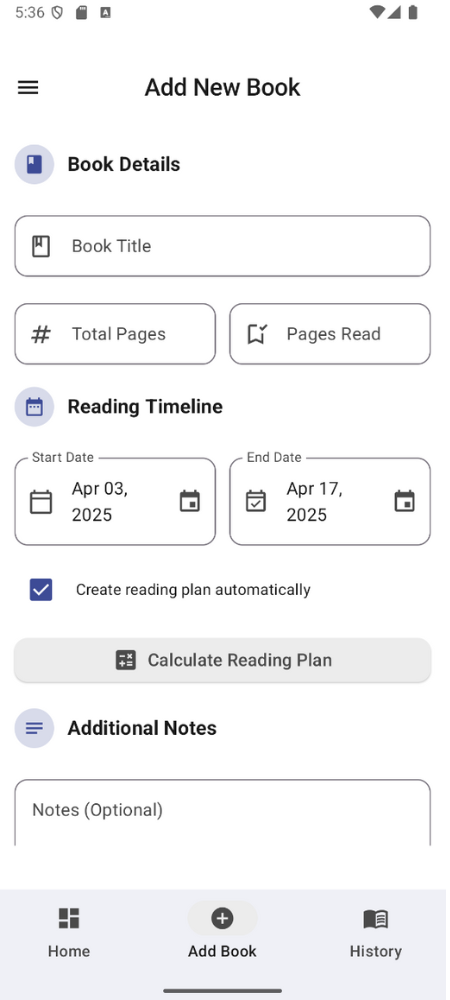 5:36
Add New Book
Book Details
Book Title
# Total Pages
Pages Read
Reading Timeline
Start Date
Apr 03,
2025
End Date
Apr 17,
2025
Create reading plan automatically
Calculate Reading Plan
Additional Notes
Notes (Optional)
Home
Add Book
History